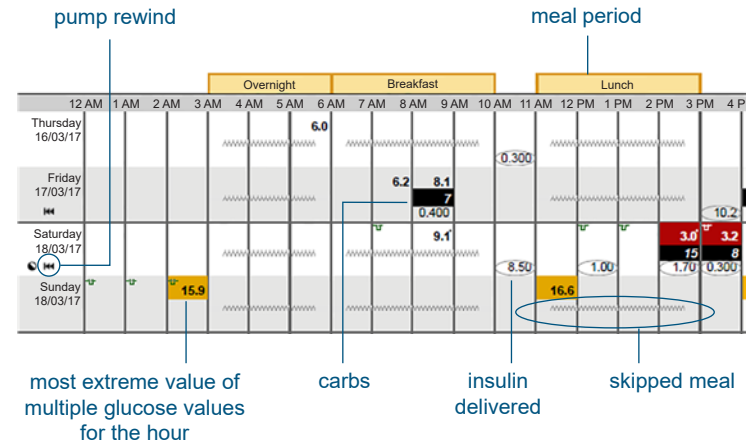 pump rewind
meal period
Overnight Breakfast Lunch
12 AM 1 AM 2 AM 3 AM 4 AM 5 AM 6 AM 7 AM 8 AM 9 AM 10 AM 11 AM 12 PM 1 PM 2 PM 3 PM 4 P
Thursday
16/03/17
6.0
0.300
Friday
17/03/17
6.2 8.1
7
0.400
10.2
Saturday
18/03/17
9.1
3.0 3.2
15 8
8.50 1.00 1.70 0.300
Sunday
18/03/17
15.9
16.6
most extreme value of
multiple glucose values
for the hour
carbs
insulin
delivered
skipped meal